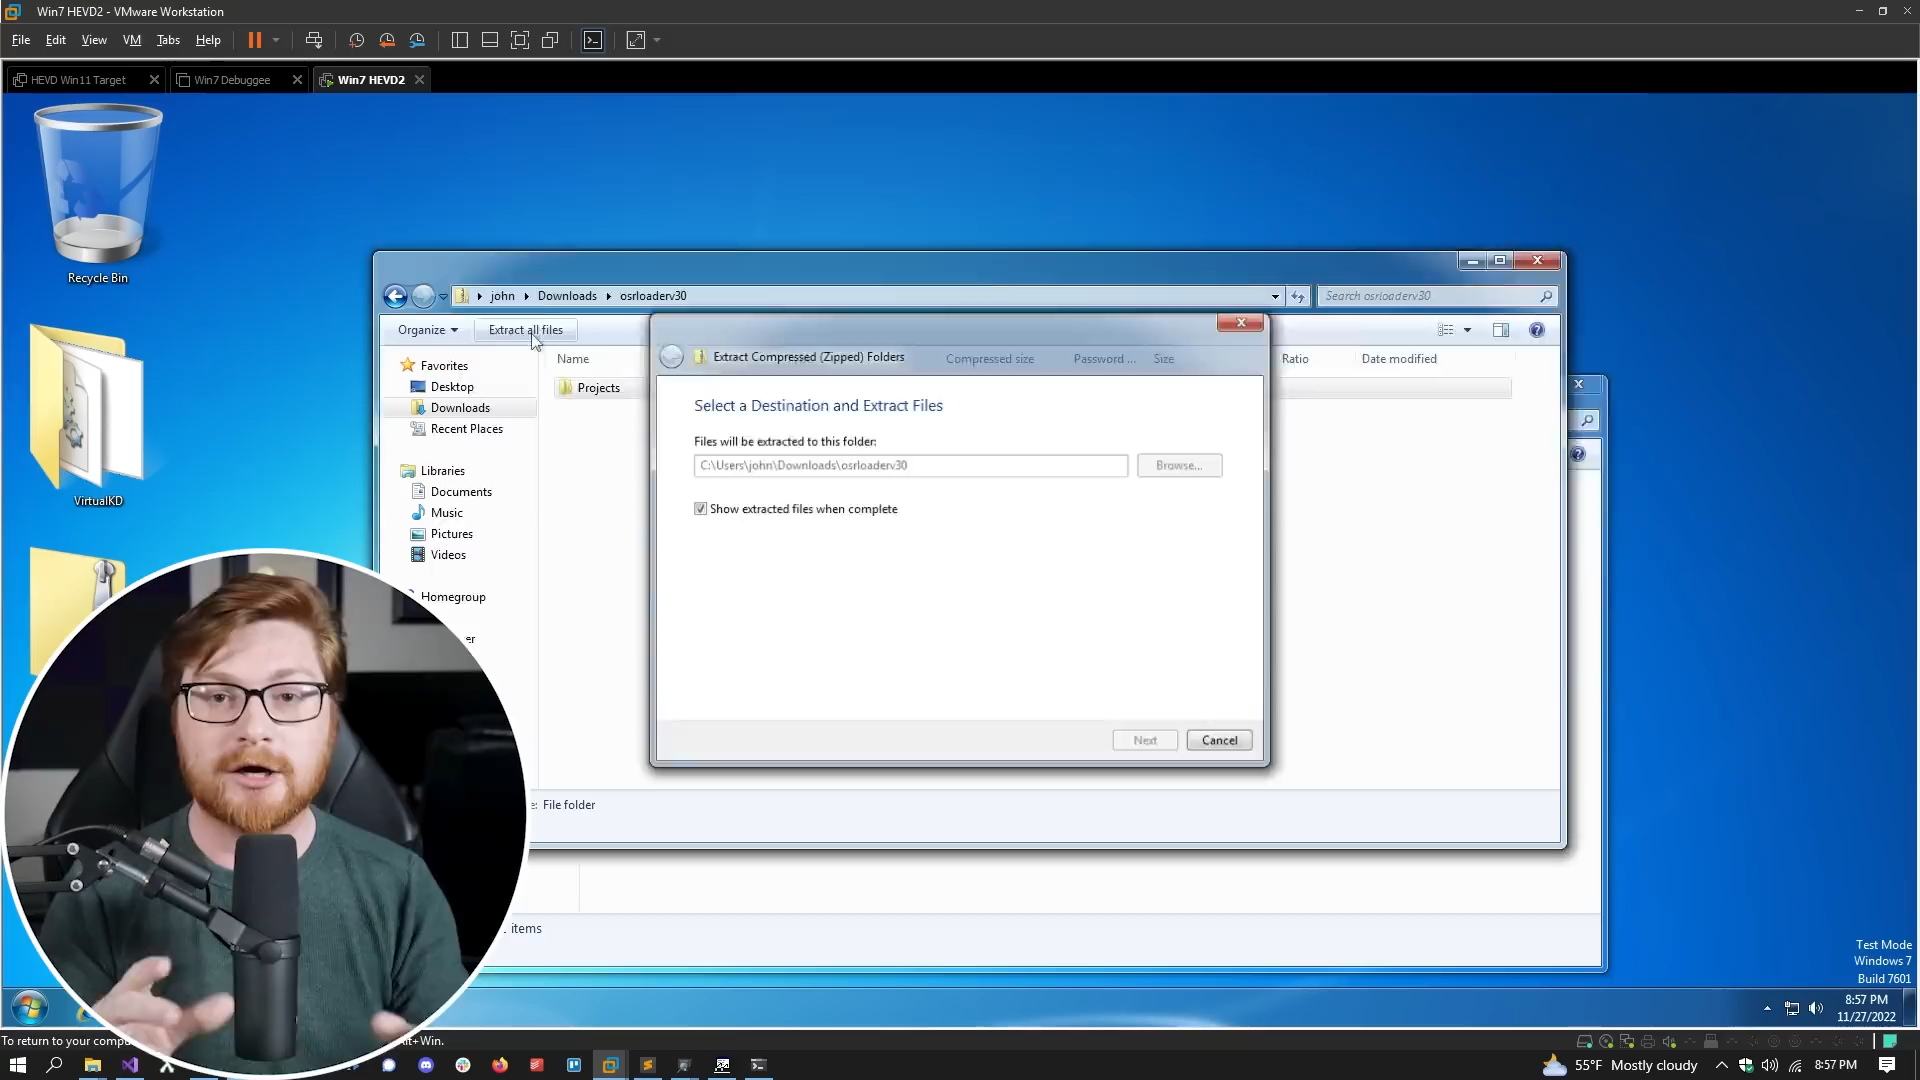 Win7 HEVD2 - VMware Workstation
File Edit View VM Tabs Help
HEVD Win11 Target
Win7 Debuggee
Win7 HEVD2
Recycle Bin
VirtualKD
john Downloads osrloaderv30
Search osrloaderv30
Organize
Extract all files
Name
Compressed size
Password ...
Size
Ratio
Date modified
Favorites
Desktop
Downloads
Recent Places
Libraries
Documents
Music
Pictures
Videos
Homegroup
er
Projects
Extract Compressed (Zipped) Folders
Select a Destination and Extract Files
Files will be extracted to this folder:
C:\Users\john\Downloads\osrloaderv30
Browse...
Show extracted files when complete
Next
Cancel
File folder
items
Test Mode
Windows 7
Build 7601
8:57 PM
11/27/2022
To return to your compu
lt+Win.
55°F Mostly cloudy
8:57 PM